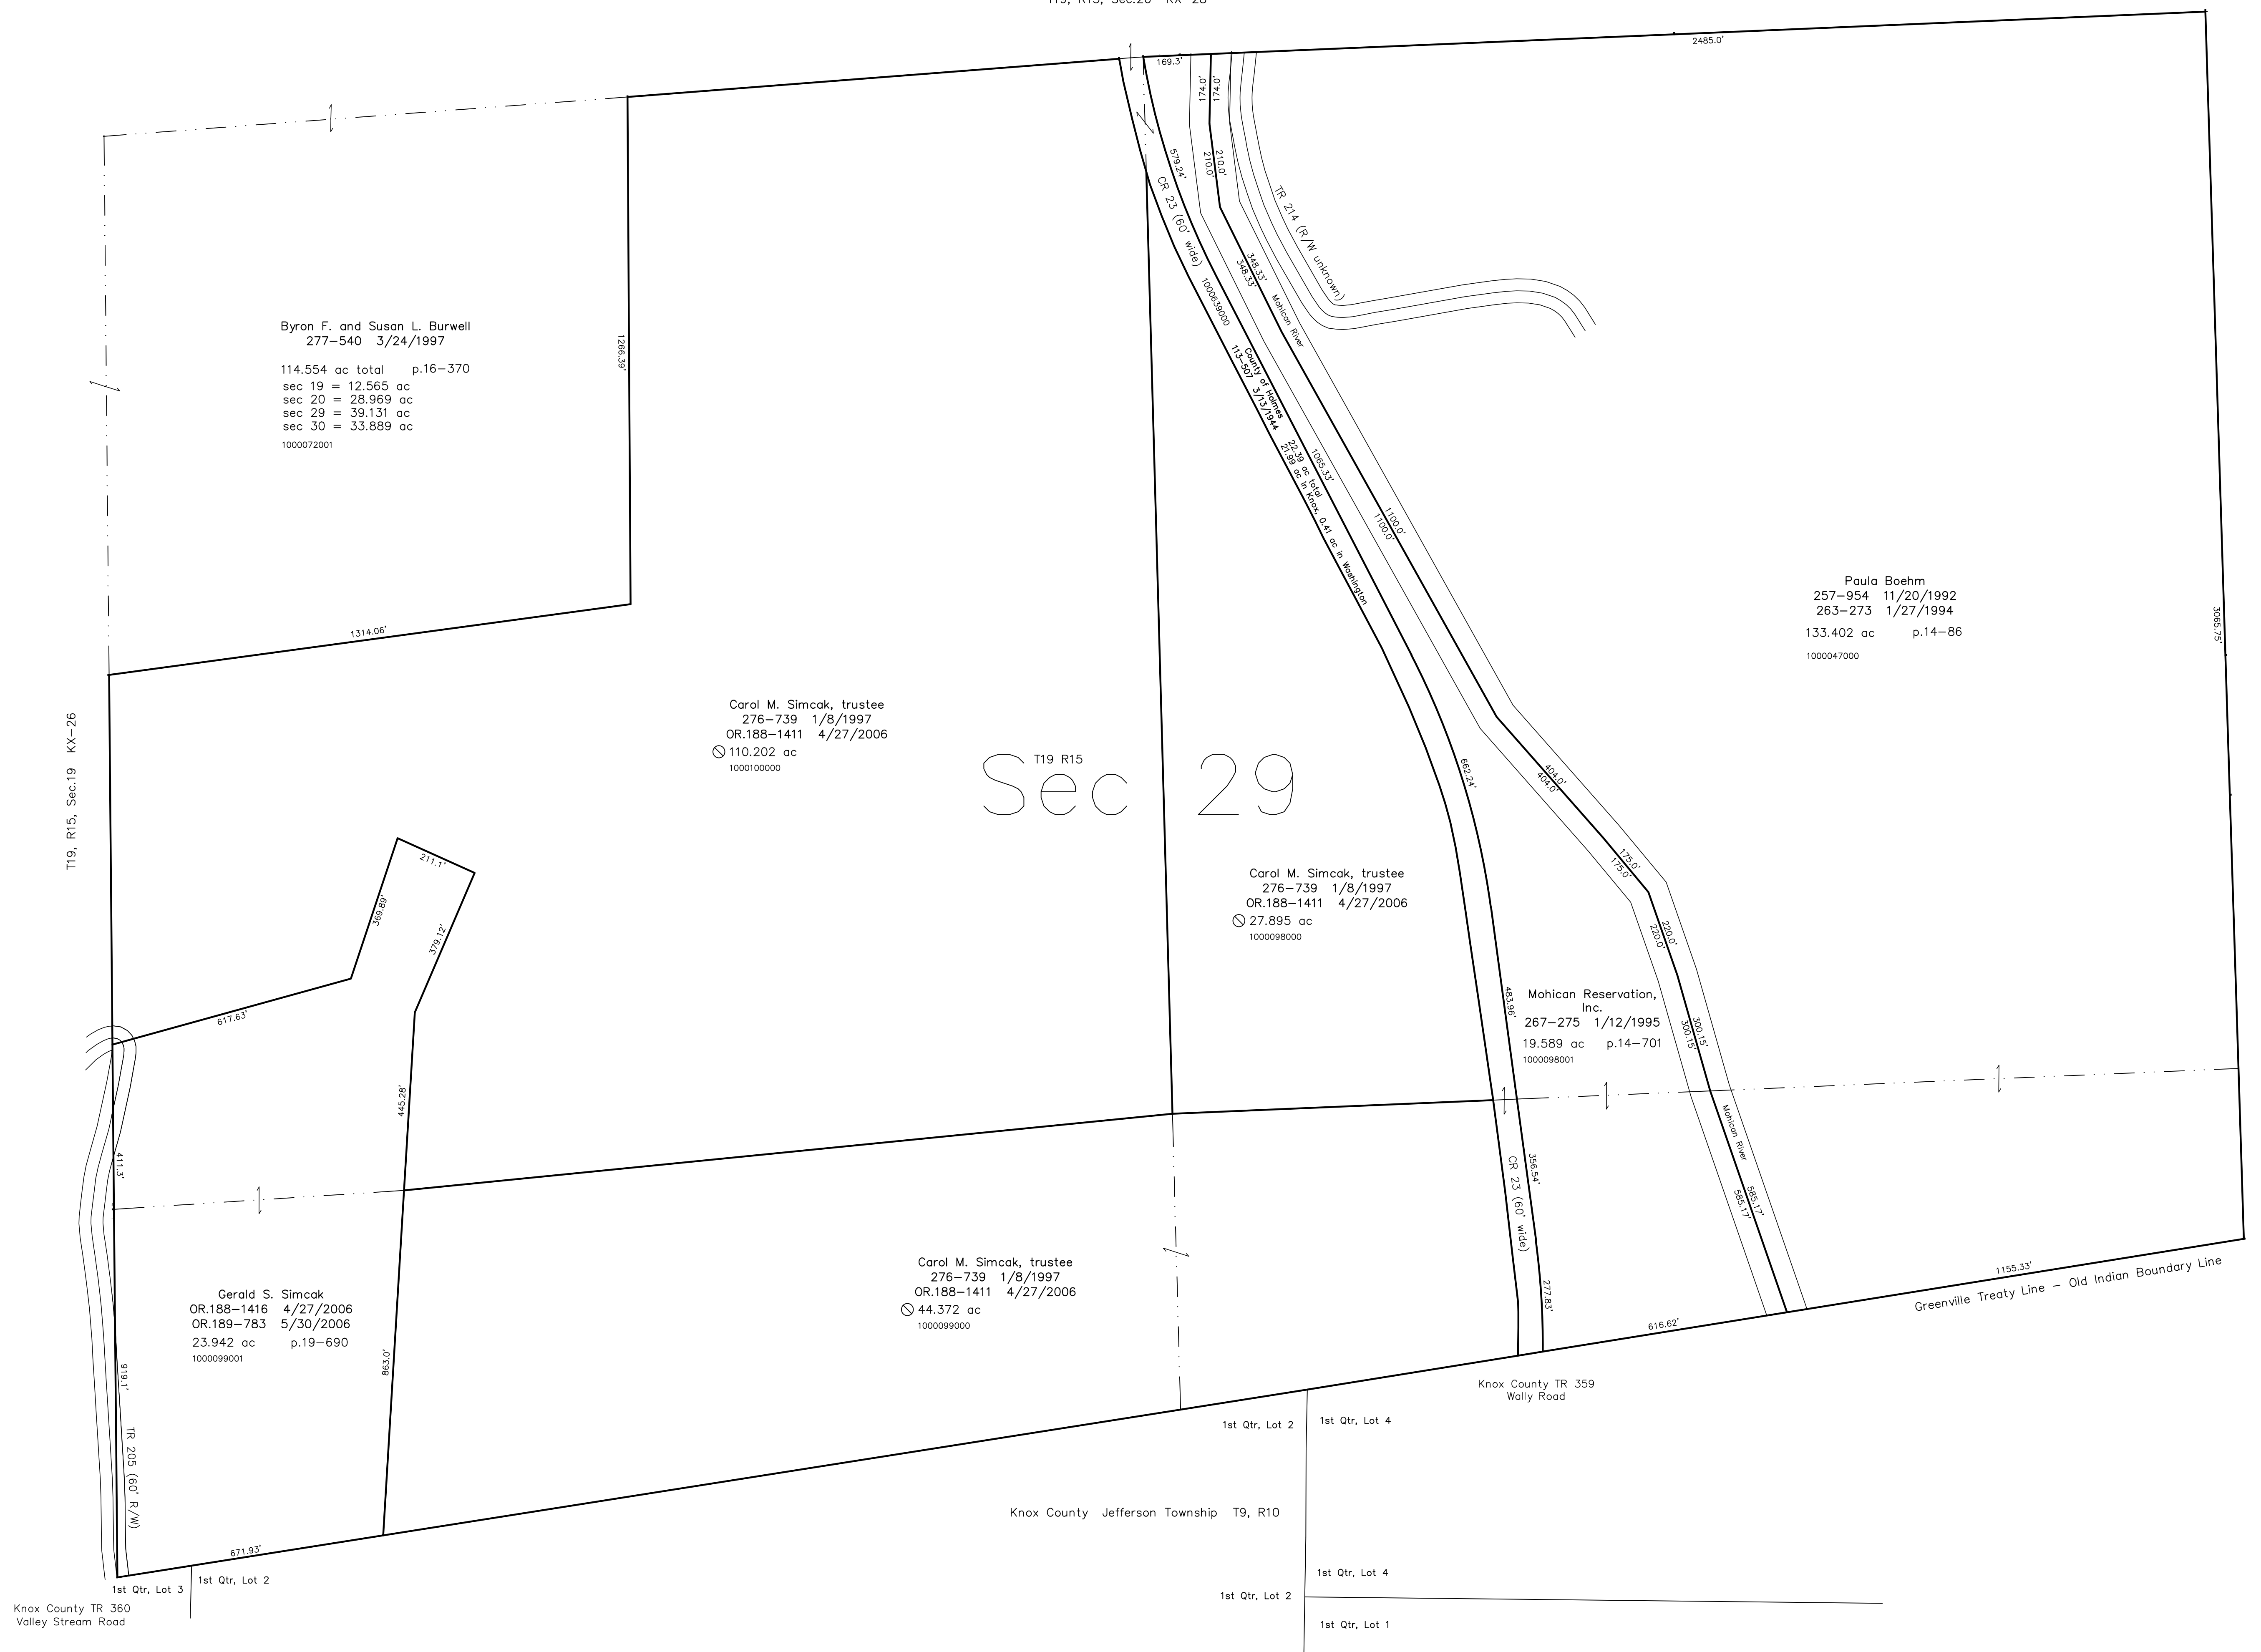 T19, R15, Sec.20 KX-28
2485.0'
169.3'
174.0'
174.0'
579.24'
210.0'
210.0'
CR 23 (60' wide)
1000639000
TR 214 (R/W unknown)
348.33'
348.33'
Mohican River
Byron F. and Susan L. Burwell
277-540 3/24/1997
114.554 ac total p.16-370
sec 19 = 12.565 ac
sec 20 = 28.969 ac
sec 29 = 39.131 ac
sec 30 = 33.889 ac
1000072001
1266.39'
County of Holmes
113-507 3/13/1944
22.39 ac total
21.99 ac in Knox, 0.41 ac in Washington
1065.33'
1100.0'
1100.0'
Paula Boehm
257-954 11/20/1992
263-273 1/27/1994
133.402 ac p.14-86
1000047000
3065.75'
1314.06'
T19, R15, Sec.19 KX-26
Carol M. Simcak, trustee
276-739 1/8/1997
OR.188-1411 4/27/2006
110.202 ac
1000100000
T19 R15
Sec 29
662.24'
404.0'
404.0'
175.0'
175.0'
211.1'
369.89'
379.12'
Carol M. Simcak, trustee
276-739 1/8/1997
OR.188-1411 4/27/2006
27.895 ac
1000098000
220.0'
220.0'
483.96'
Mohican Reservation,
Inc.
267-275 1/12/1995
19.589 ac p.14-701
1000098001
300.15'
300.15'
617.63'
445.28'
411.3'
Mohican River
CR 23 (60' wide)
356.54'
585.17'
585.17'
Carol M. Simcak, trustee
276-739 1/8/1997
OR.188-1411 4/27/2006
44.372 ac
1000099000
Gerald S. Simcak
OR.188-1416 4/27/2006
OR.189-783 5/30/2006
23.942 ac p.19-690
1000099001
277.83'
1155.33'
Greenville Treaty Line - Old Indian Boundary Line
616.62'
919.1'
863.0'
TR 205 (60' R/W)
Knox County TR 359
Wally Road
1st Qtr, Lot 2
1st Qtr, Lot 4
Knox County Jefferson Township T9, R10
671.93'
1st Qtr, Lot 3
1st Qtr, Lot 2
1st Qtr, Lot 4
1st Qtr, Lot 2
Knox County TR 360
Valley Stream Road
1st Qtr, Lot 1